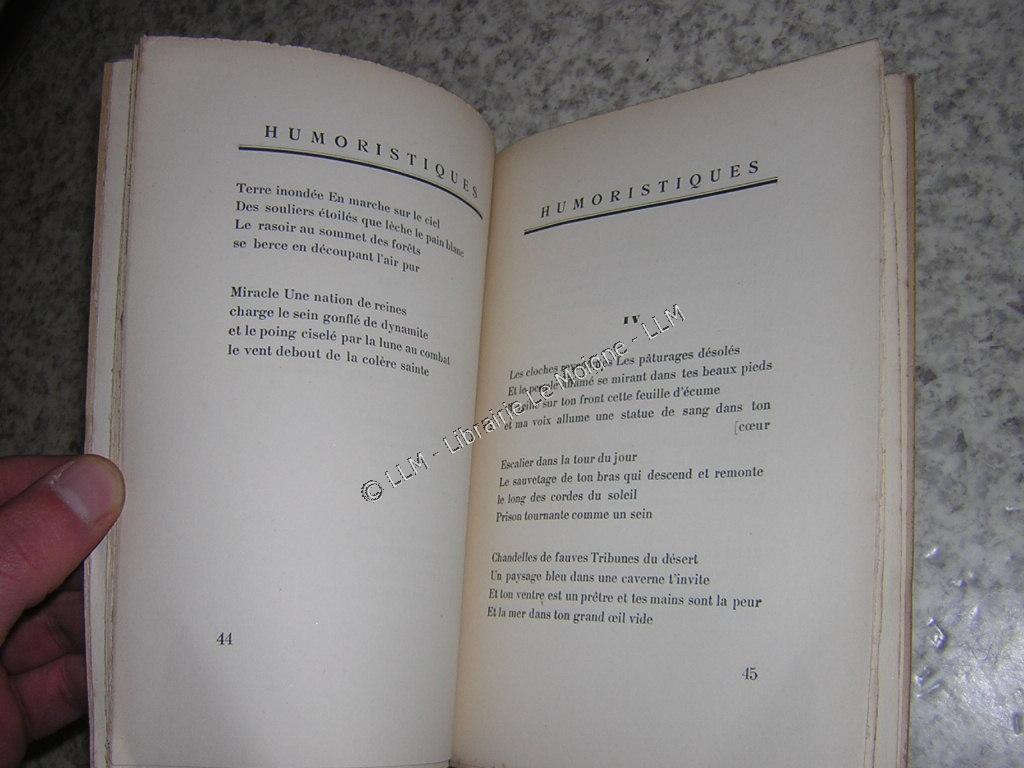 HUMORISTIQUES
Terre inondée En marche sur le ciel
Des souliers étoilés que lèche le pain blanc
Le rasoir au sommet des forêts
se berce en découpant l'air pur
Miracle Une nation de reines
charge le sein gonflé de dynamite
et le poing ciselé par la lune au combat
le vent debout de la colère sainte
44
HUMORISTIQUES
IV
Les cloches Les pâturages désolés
Et le se mirant dans tes beaux pieds
sur ton front cette feuille d'écume
et ma voix allume une statue de sang dans ton
[cœur
Escalier dans la tour du jour
Le sauvetage de ton bras qui descend et remonte
le long des cordes du soleil
Prison tournante comme un sein
Chandelles de fauves Tribunes du désert
Un paysage bleu dans une caverne t'invite
Et ton ventre est un prêtre et tes mains sont la peur
Et la mer dans ton grand œil vide
45
© LLM - Librairie Le Moigne - LLM